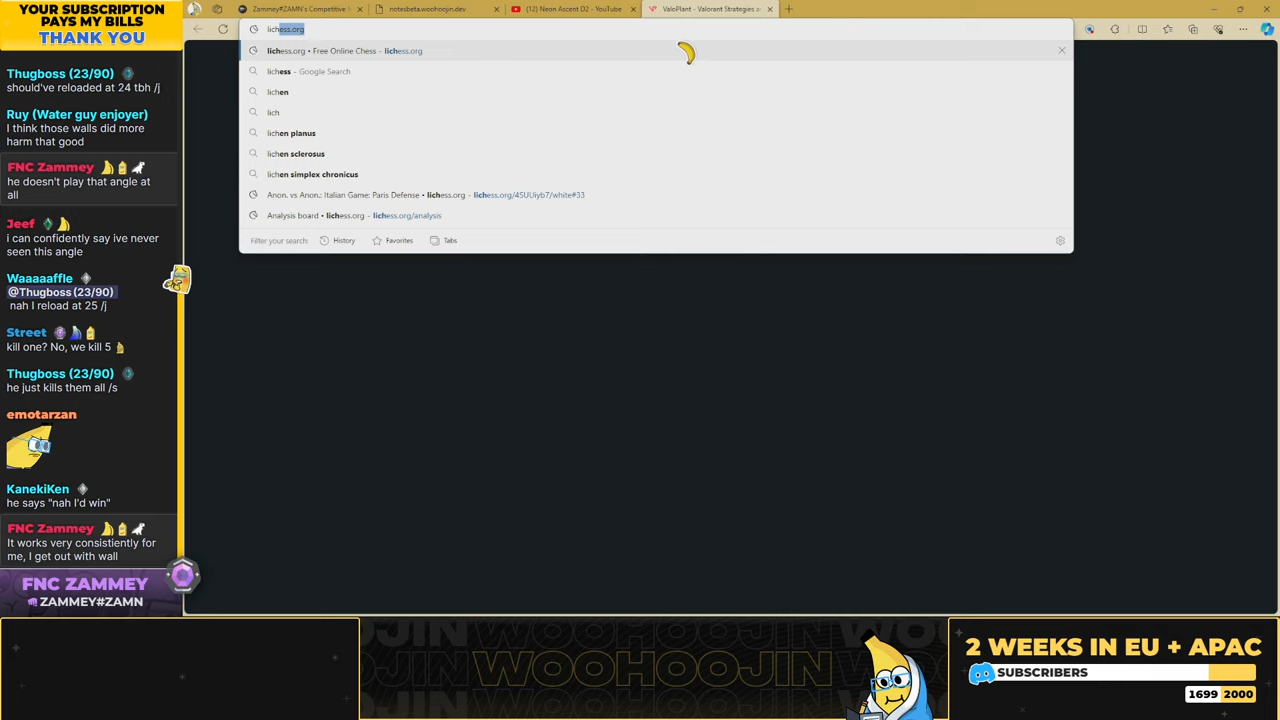 YOUR SUBSCRIPTION
PAYS MY BILLS
THANK YOU
Thugboss (23/90)
should've reloaded at 24 tbh /j
Ruy (Water guy enjoyer)
I think those walls did more
harm that good
FNC Zammey
he doesn't play that angle at
all
Jeef
i can confidently say ive never
seen this angle
Waaaaaffle
@Thugboss (23/90)
nah I reload at 25 /j
Street
kill one? No, we kill 5
Thugboss (23/90)
he just kills them all /s
emotarzan
KanekiKen
he says "nah I'd win"
FNC Zammey
It works very consistiently for
me, I get out with wall
FNC ZAMMEY
ZAMMEY#ZAMN
Zammey#ZAMN's Competitive
notesbeta.woohoojin.dev
(12) Neon Ascent D2 - YouTube
ValoPlant - Valorant Strategies a
lichess.org
lichess.org • Free Online Chess - lichess.org
lichess - Google Search
lichen
lich
lichen planus
lichen sclerosus
lichen simplex chronicus
Anon. vs Anon.: Italian Game: Paris Defense • lichess.org - lichess.org/4SUUiyb7/white#33
Analysis board • lichess.org - lichess.org/analysis
Filter your search: History Favorites Tabs
WOOHOOJIN
2 WEEKS IN EU + APAC
SUBSCRIBERS
1699 2000